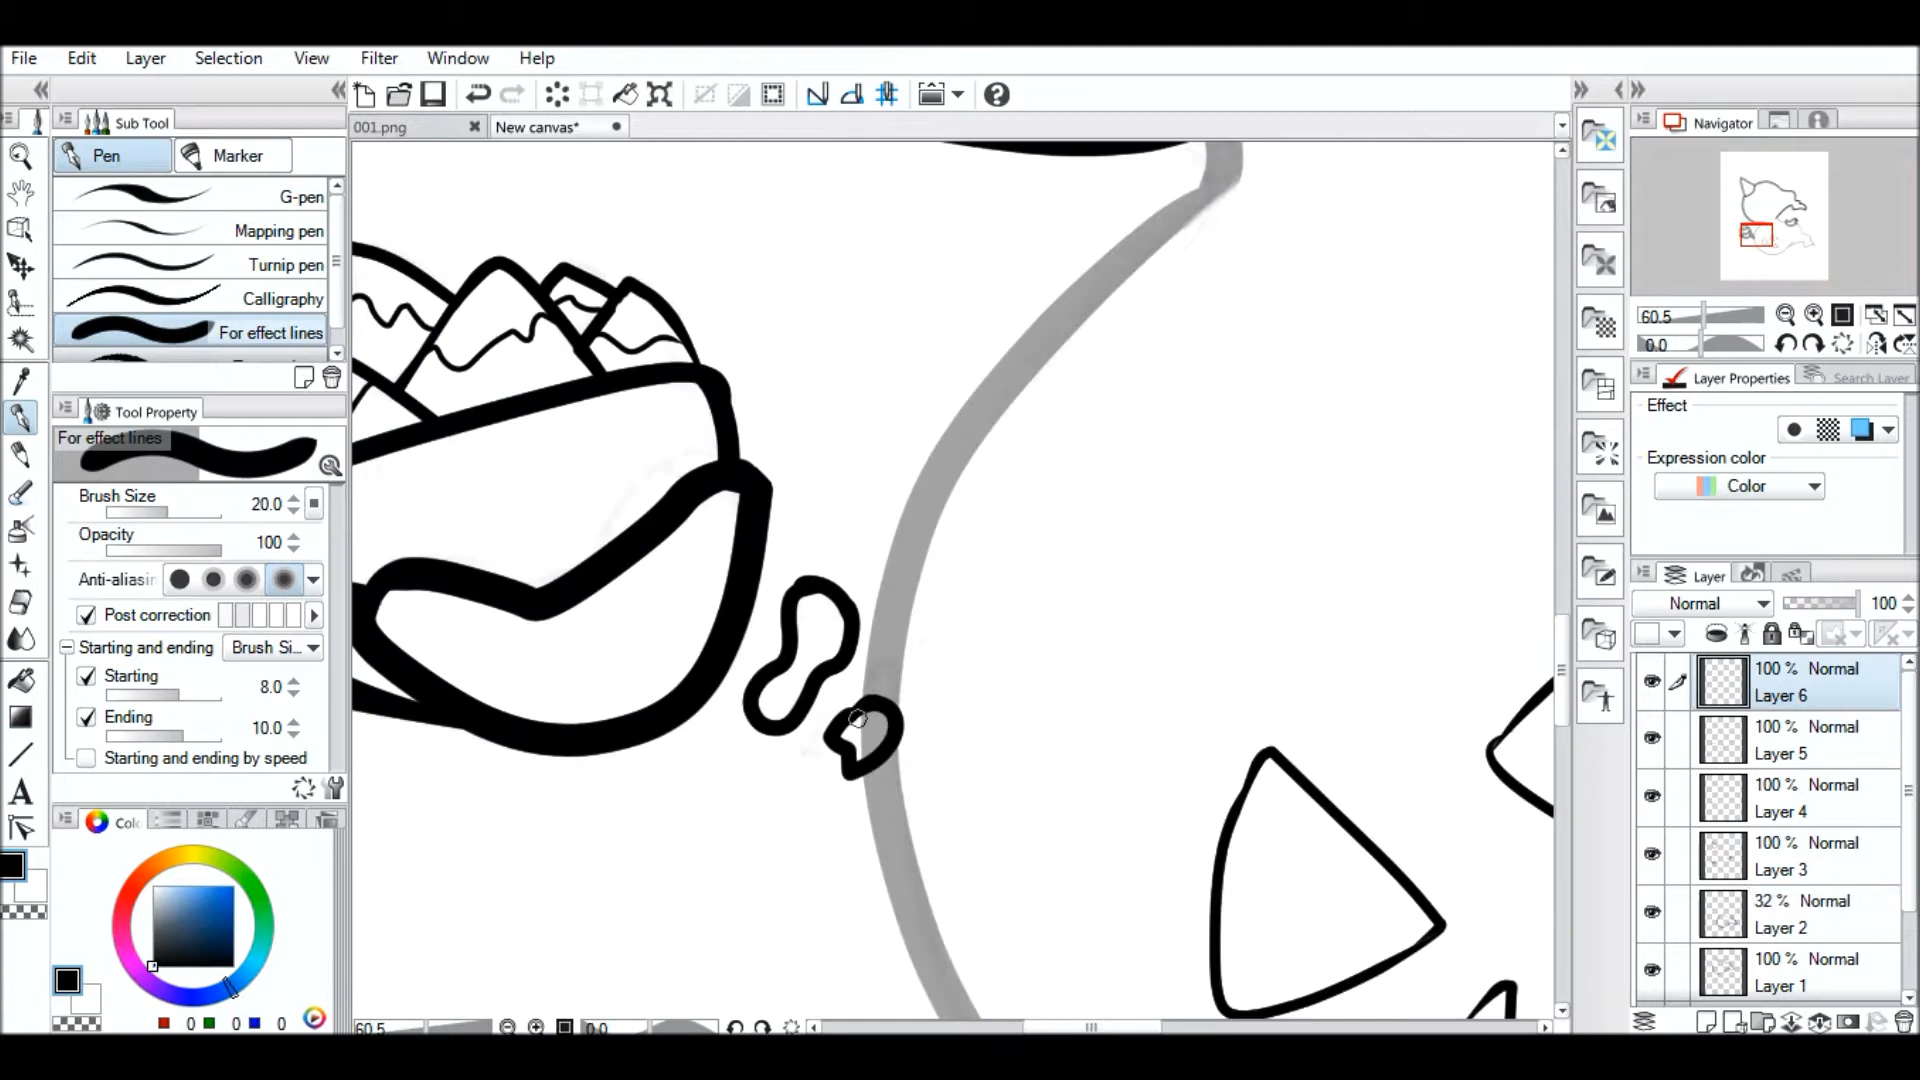 File Edit Layer Selection View Filter Window Help
Sub Tool
Navigator
001.png New canvas*
Pen Marker
G-pen
Mapping pen
Turnip pen
Calligraphy
For effect lines
Tool Property
For effect lines
Brush Size 20.0
Opacity 100
Anti-aliasin
Post correction
Starting and ending Brush Si...
Starting 8.0
Ending 10.0
Starting and ending by speed
Colo
0 0 0
60.5 0.0
60.5
0.0
Layer Properties Search Layer
Effect
Expression color
Color
Layer
Normal 100
100 % Normal
Layer 6
100 % Normal
Layer 5
100 % Normal
Layer 4
100 % Normal
Layer 3
32 % Normal
Layer 2
100 % Normal
Layer 1